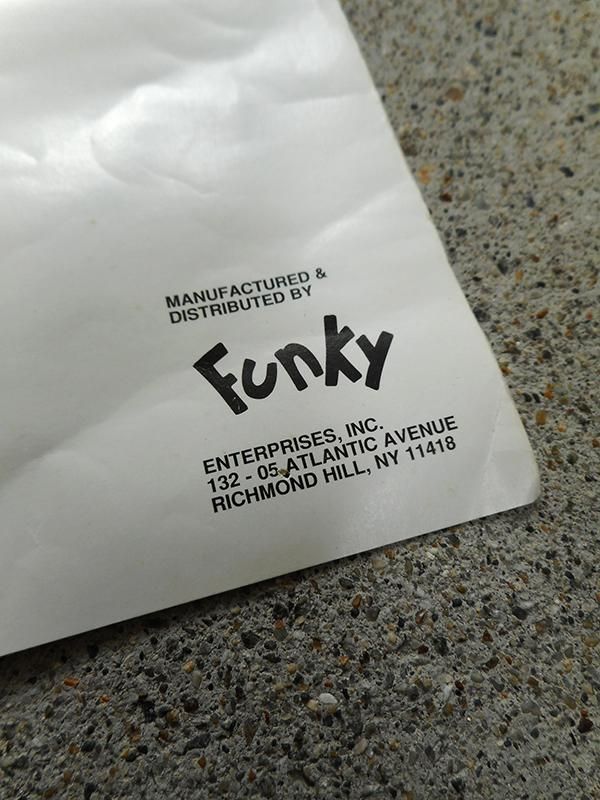 MANUFACTURED &
DISTRIBUTED BY
Funky
ENTERPRISES, INC.
132 - 05 ATLANTIC AVENUE
RICHMOND HILL, NY 11418